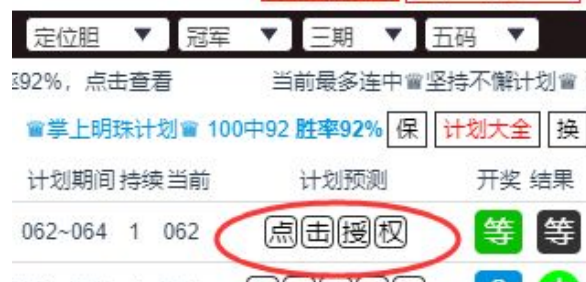 定位胆 ▼ 冠军 ▼ 三期 ▼ 五码 ▼
92%，点击查看 当前最多连中♕坚持不懈计划♕
♕掌上明珠计划♕ 100中92 胜率92% 保 计划大全 换
计划期间 持续 当前 计划预测 开奖 结果
062~064 1 062 点击授权 等 等